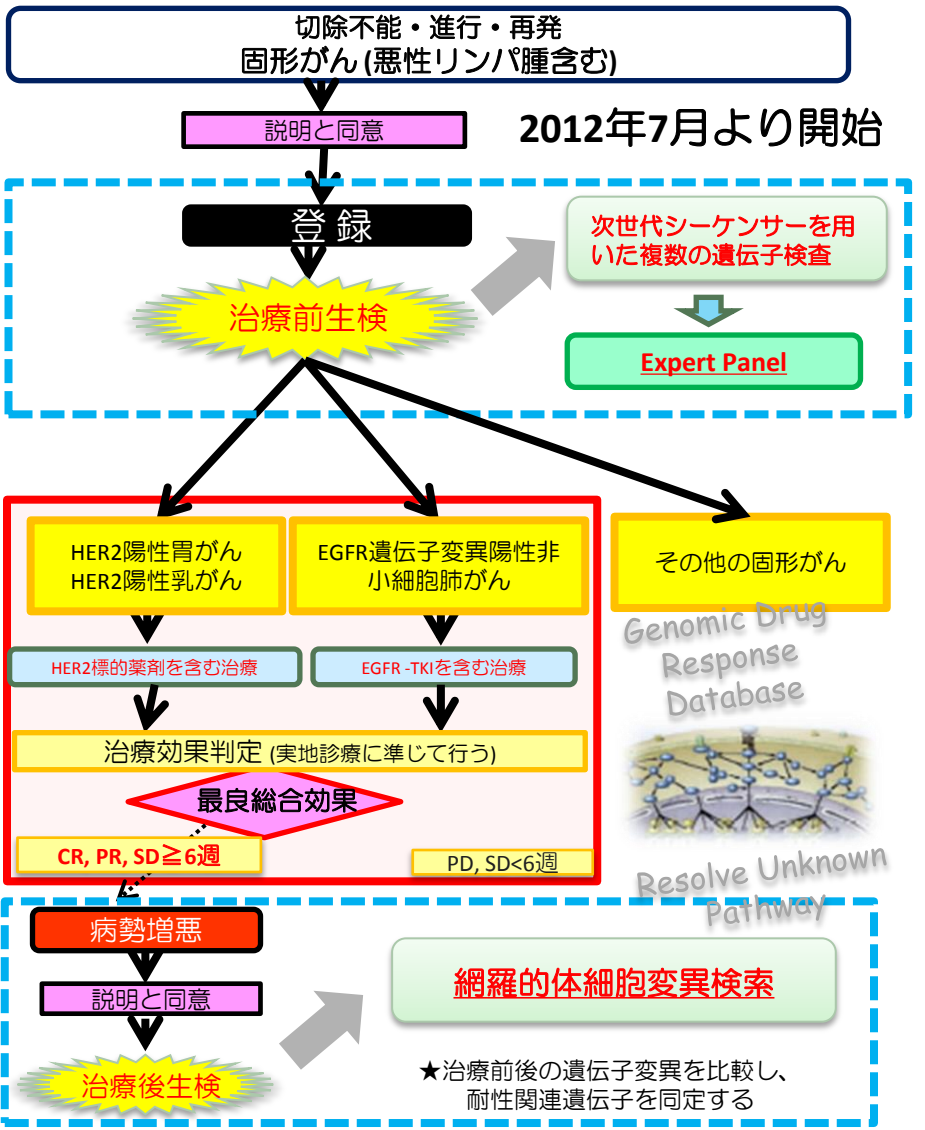 切除不能・進行・再発
固形がん (悪性リンパ腫含む)
説明と同意
2012年7月より開始
登 録
次世代シーケンサーを用
いた複数の遺伝子検査
治療前生検
Expert Panel
HER2陽性胃がん
HER2陽性乳がん
EGFR遺伝子変異陽性非
小細胞肺がん
その他の固形がん
HER2標的薬剤を含む治療
EGFR -TKIを含む治療
Genomic Drug
Response
Database
治療効果判定 (実地診療に準じて行う)
最良総合効果
CR, PR, SD≧6週
PD, SD<6週
Resolve Unknown
Pathway
病勢増悪
説明と同意
治療後生検
網羅的体細胞変異検索
★治療前後の遺伝子変異を比較し、
耐性関連遺伝子を同定する